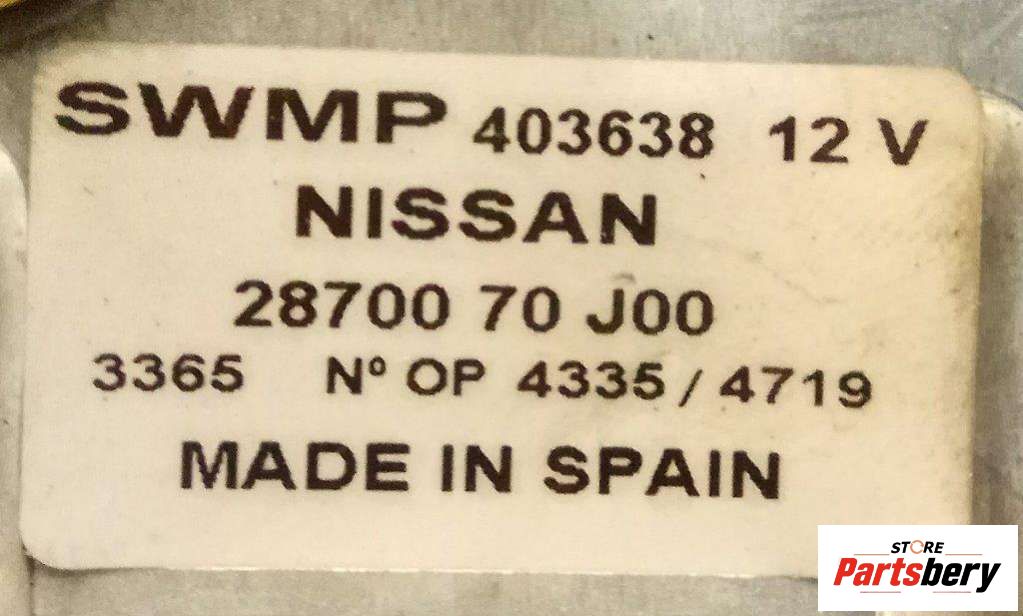 SWMP 403638 12 V
NISSAN
28700 70 J00
3365 Nº OP 4335 / 4719
MADE IN SPAIN
STORE
Partsbery